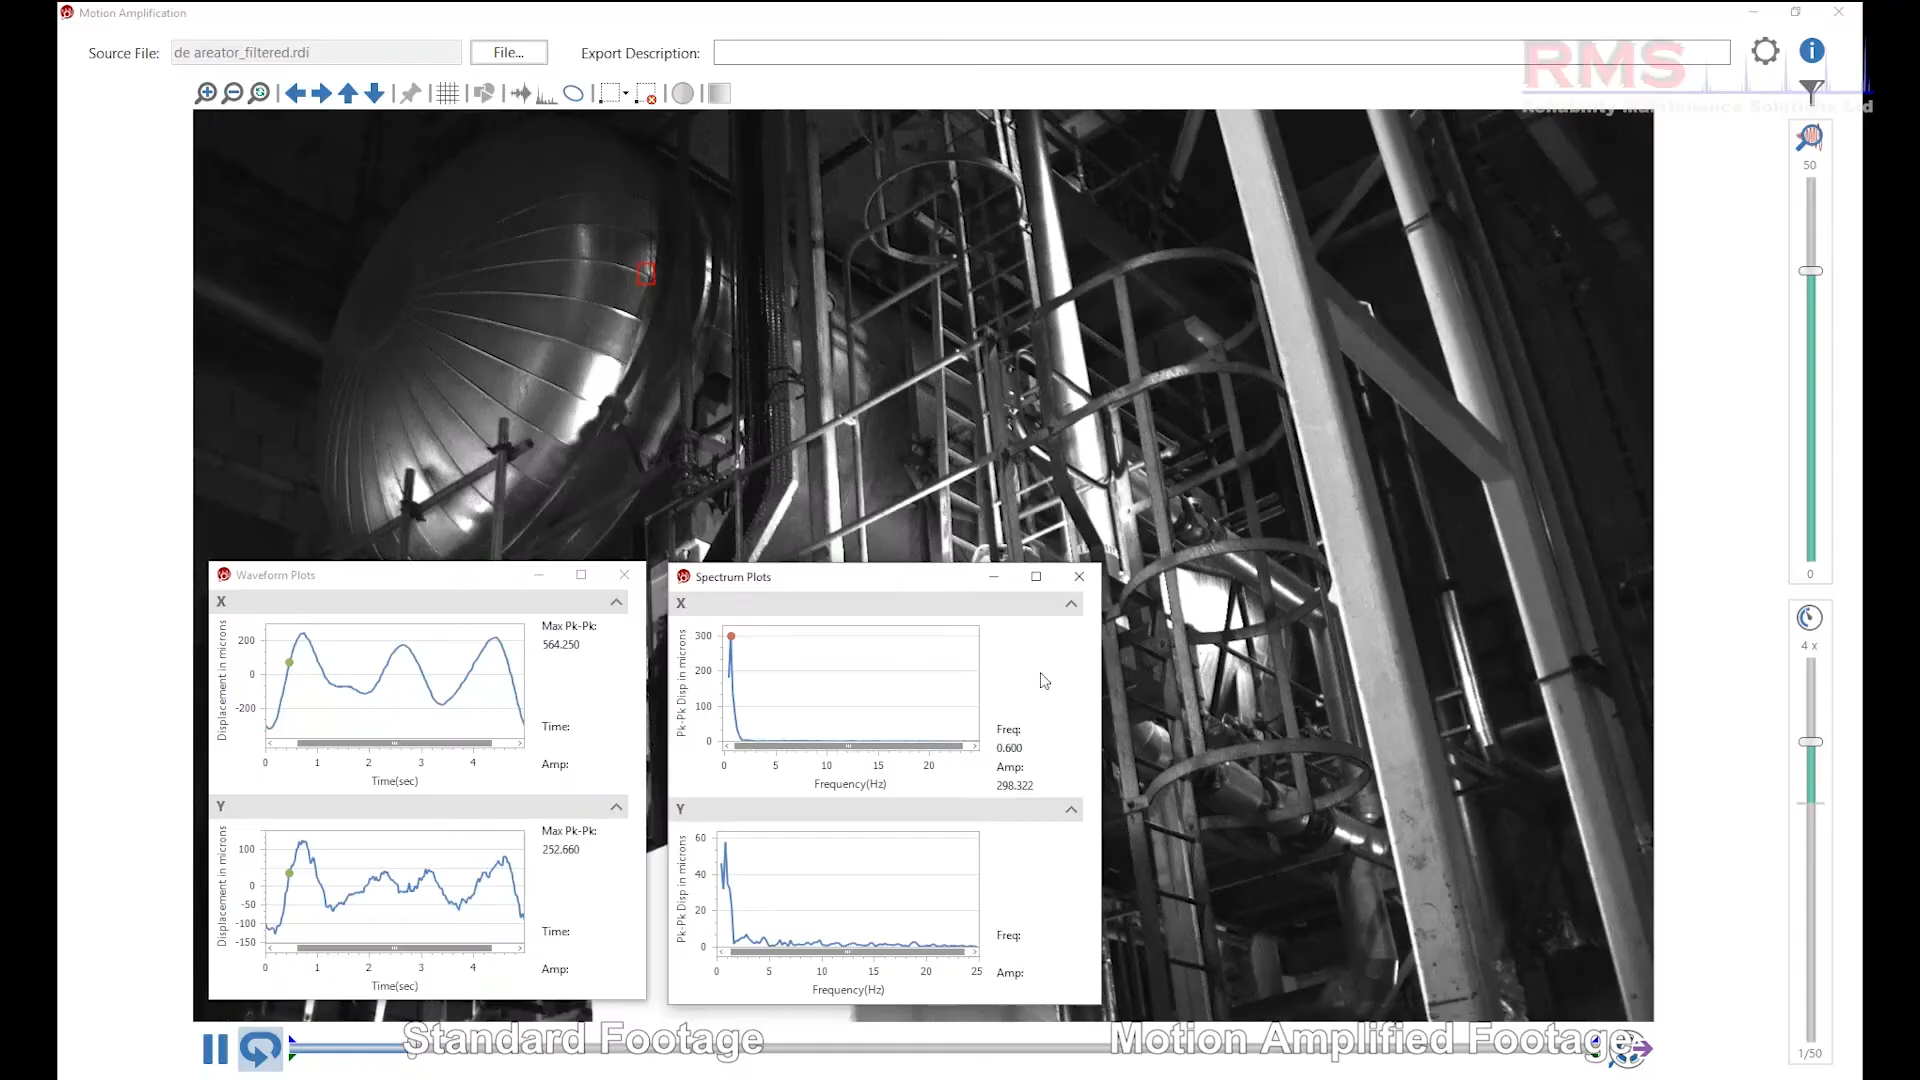 Motion Amplification
Source File:
de areator_filtered.rdi
File...
Export Description:
RMS
Reliability Maintenance Solutions Ltd
50
0
4 x
1/50
Waveform Plots
X
Displacement in microns
200
0
-200
0 1 2 3 4
Time(sec)
Max Pk-Pk:
564.250
Time:
Amp:
Y
Displacement in microns
100
0
-50
-100
-150
0 1 2 3 4
Time(sec)
Max Pk-Pk:
252.660
Time:
Amp:
Spectrum Plots
X
Pk-Pk Disp in microns
300
200
100
0
0 5 10 15 20
Frequency(Hz)
Freq:
0.600
Amp:
298.322
Y
Pk-Pk Disp in microns
60
40
20
0
0 5 10 15 20 25
Frequency(Hz)
Freq:
Amp:
Standard Footage
Motion Amplified Footage